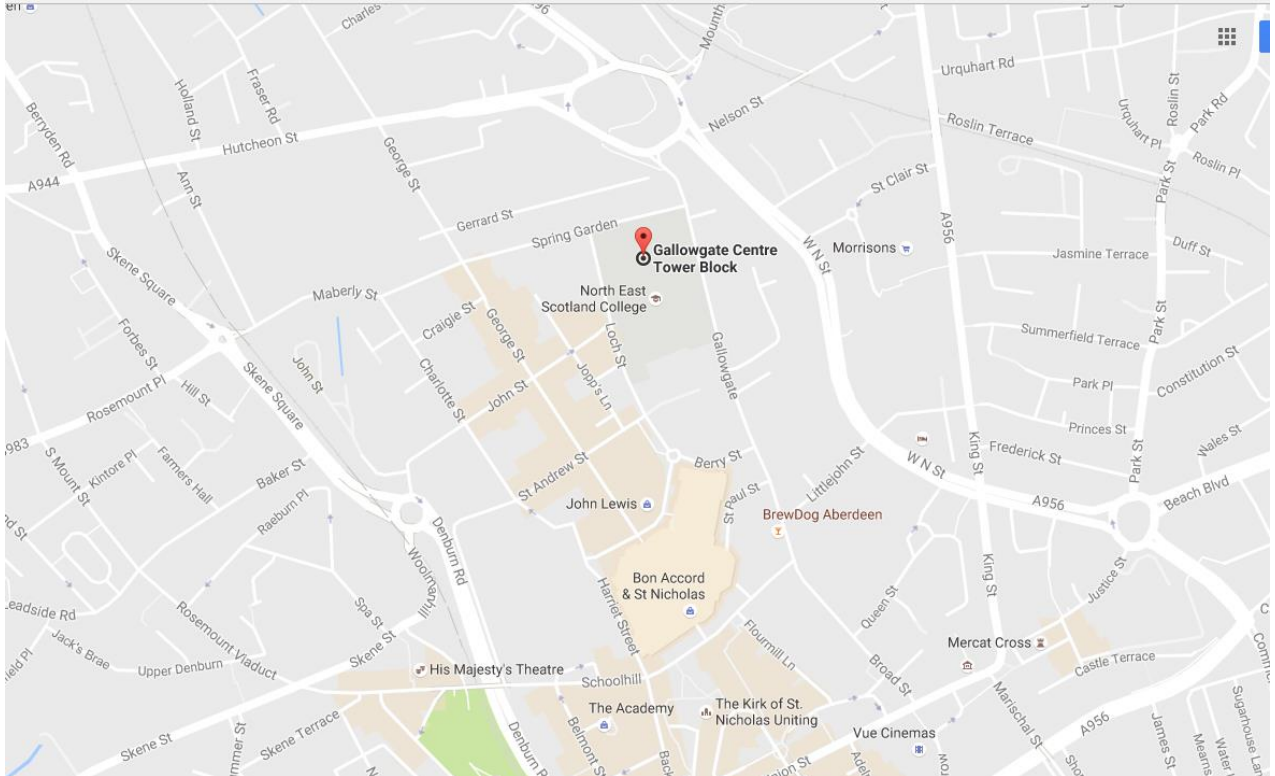 Charles
Mounth
Urquhart Rd
Holland St
Fraser Rd
Roslin St
Park Rd
Urquhart Pl
Berryden Rd
Nelson St
Roslin Terrace
Hutcheon St
George St
Roslin Pl
A944
Ann St
St Clair St
Park St
Gerrard St
Spring Garden
A956
W N St
Morrisons
Duff St
Gallowgate Centre
Tower Block
Jasmine Terrace
Skene Square
North East
Scotland College
Maberly St
Craigie St
George St
Loch St
Park St
Summerfield Terrace
Forbes St
Gallowgate
Constitution St
John St
Skene Square
Charlotte St
John St
Jopp's Ln
Park Pl
Rosemount Pl
Hill St
Princes St
King St
Wales St
S Mount St
Kintore Pl
Farmers Hall
Baker St
St Andrew St
Berry St
Littlejohn St
W N St
Frederick St
Park St
Raeburn Pl
John Lewis
St Paul St
A956
Beach Blvd
BrewDog Aberdeen
Denburn Rd
Woolmanhill
Bon Accord
& St Nicholas
King St
Justice St
Leadside Rd
Spa St
Harriet Street
Queen St
Jack's Brae
Rosemount Viaduct
Skene St
Flourmill Ln
Mercat Cross
Upper Denburn
His Majesty's Theatre
Broad St
Castle Terrace
Schoolhill
The Academy
The Kirk of St.
Nicholas Uniting
Marischal St
Skene Terrace
Vue Cinemas
A956
Skene St
Denburn R
Belmont St
James St
Sugarhouse La